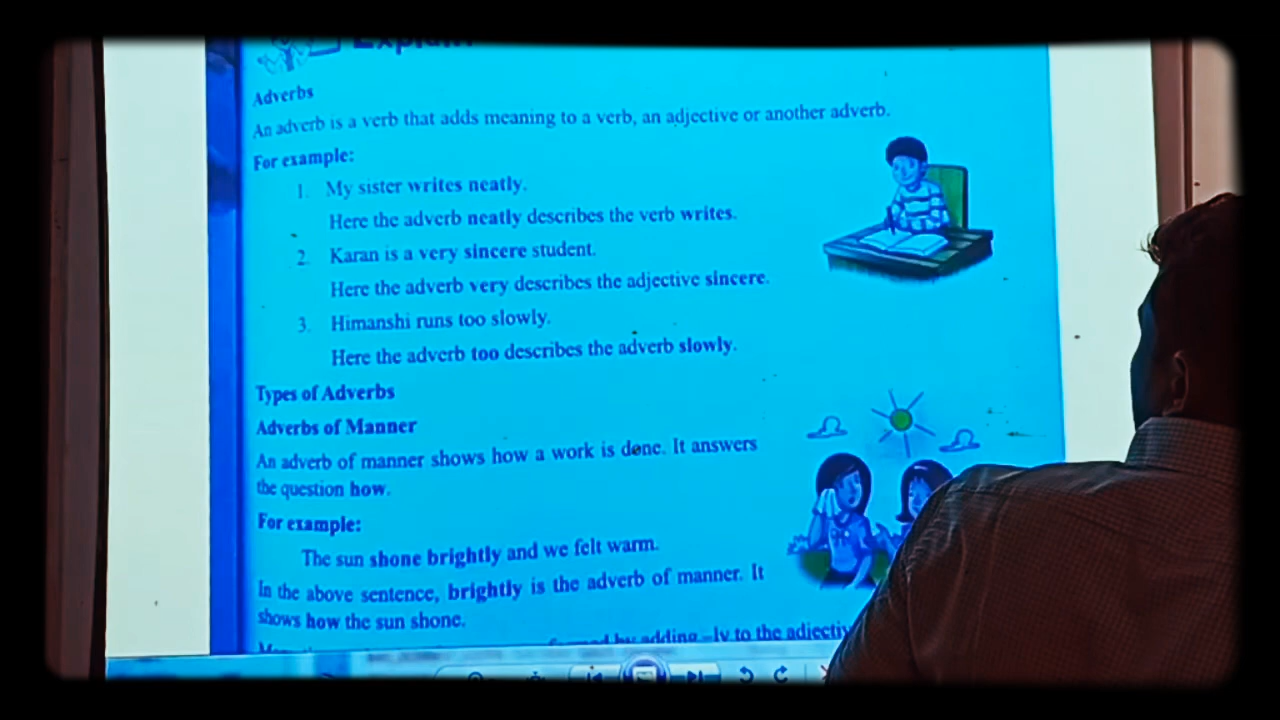 Adverbs
An adverb is a verb that adds meaning to a verb, an adjective or another adverb.
For example:
1. My sister writes neatly.
Here the adverb neatly describes the verb writes.
2. Karan is a very sincere student.
Here the adverb very describes the adjective sincere.
3. Himanshi runs too slowly.
Here the adverb too describes the adverb slowly.
Types of Adverbs
Adverbs of Manner
An adverb of manner shows how a work is done. It answers
the question how.
For example:
The sun shone brightly and we felt warm.
In the above sentence, brightly is the adverb of manner. It
shows how the sun shone.
by adding –ly to the